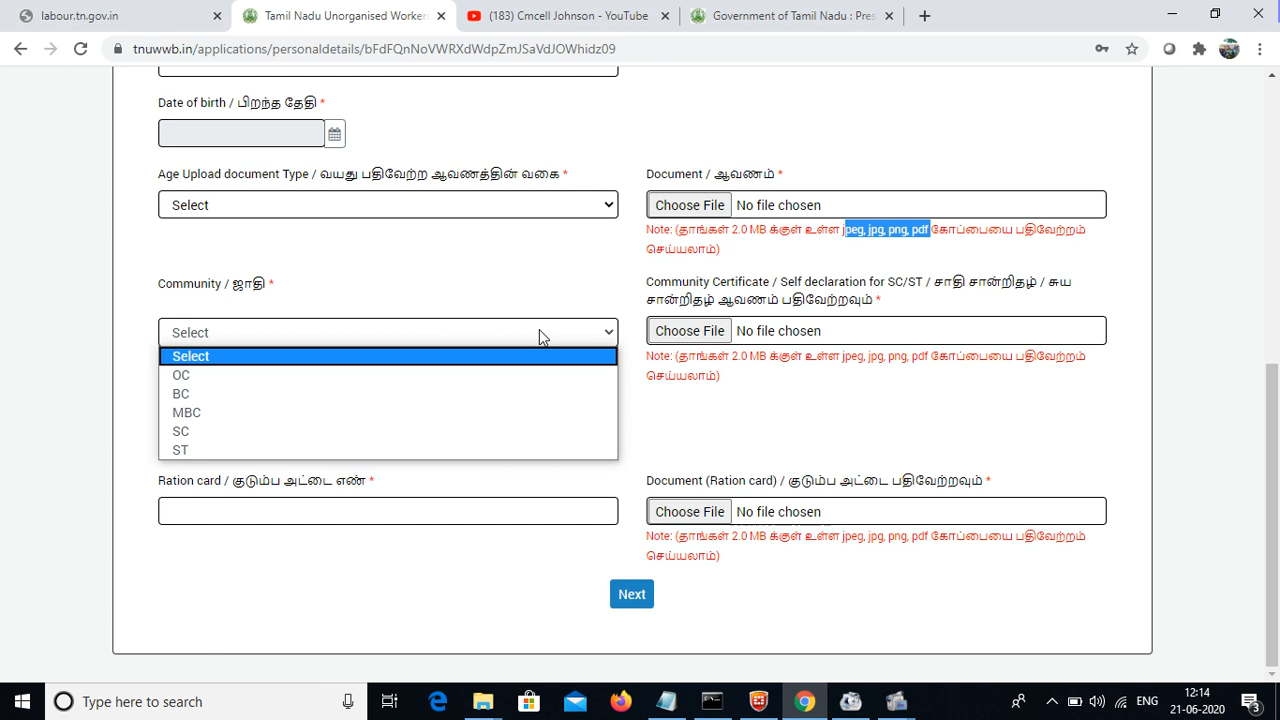 labour.tn.gov.in
Tamil Nadu Unorganised Worker
(183) Cmcell Johnson - YouTube
Government of Tamil Nadu : Pres
tnuwwb.in/applications/personaldetails/bFdFQnNoVWRXdWdpZmJSaVdJOWhidz09
Date of birth / பிறந்த தேதி *
Age Upload document Type / வயது பதிவேற்ற ஆவணத்தின் வகை *
Document / ஆவணம் *
Select
Choose File No file chosen
Note: (தாங்கள் 2.0 MB க்குள் உள்ள jpeg, jpg, png, pdf கோப்பையை பதிவேற்றம்
செய்யலாம்)
Community / ஜாதி *
Community Certificate / Self declaration for SC/ST / சாதி சான்றிதழ் / சுய
சான்றிதழ் ஆவணம் பதிவேற்றவும் *
Select
Choose File No file chosen
Select
OC
BC
MBC
SC
ST
Note: (தாங்கள் 2.0 MB க்குள் உள்ள jpeg, jpg, png, pdf கோப்பையை பதிவேற்றம்
செய்யலாம்)
Ration card / குடும்ப அட்டை எண் *
Document (Ration card) / குடும்ப அட்டை பதிவேற்றவும் *
Choose File No file chosen
Note: (தாங்கள் 2.0 MB க்குள் உள்ள jpeg, jpg, png, pdf கோப்பையை பதிவேற்றம்
செய்யலாம்)
Next
Type here to search
ENG
12:14
21-06-2020
3